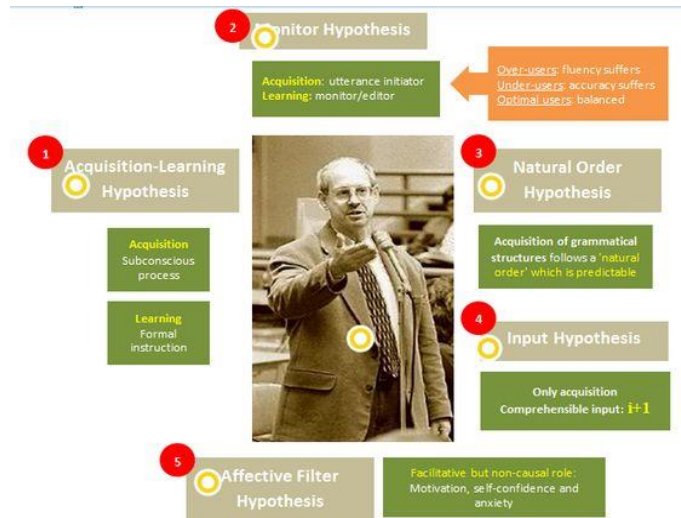 2
Monitor Hypothesis
Acquisition: utterance initiator
Learning: monitor/editor
Over-users: fluency suffers
Under-users: accuracy suffers
Optimal users: balanced
1
Acquisition-Learning
Hypothesis
Acquisition
Subconscious
process
Learning
Formal
instruction
3
Natural Order
Hypothesis
Acquisition of grammatical
structures follows a 'natural
order' which is predictable
4
Input Hypothesis
Only acquisition
Comprehensible input: i+1
5
Affective Filter
Hypothesis
Facilitative but non-causal role:
Motivation, self-confidence and
anxiety